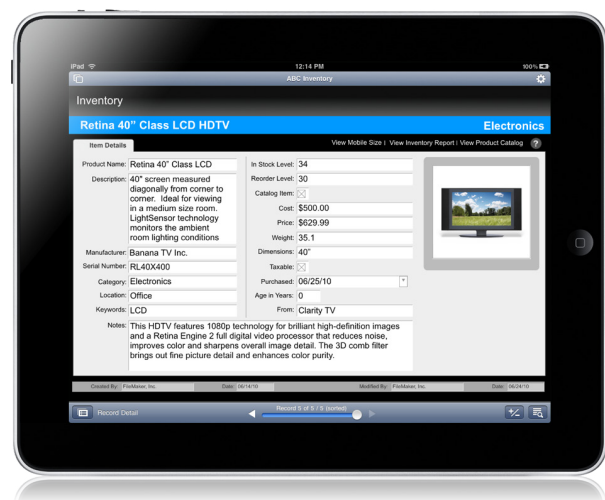 iPad 12:14 PM 100%
ABC Inventory
Inventory
Retina 40" Class LCD HDTV Electronics
Item Details View Mobile Size | View Inventory Report | View Product Catalog ?
Product Name: Retina 40" Class LCD
Description: 40" screen measured
diagonally from corner to
corner. Ideal for viewing
in a medium size room.
LightSensor technology
monitors the ambient
room lighting conditions
Manufacturer: Banana TV Inc.
Serial Number: RL40X400
Category: Electronics
Location: Office
Keywords: LCD
In Stock Level: 34
Reorder Level: 30
Catalog Item:
Cost: $500.00
Price: $629.99
Weight: 35.1
Dimensions: 40"
Taxable:
Purchased: 06/25/10
Age in Years: 0
From: Clarity TV
Notes: This HDTV features 1080p technology for brilliant high-definition images
and a Retina Engine 2 full digital video processor that reduces noise,
improves color and sharpens overall image detail. The 3D comb filter
brings out fine picture detail and enhances color purity.
Created By: FileMaker, Inc. Date: 06/14/10 Modified By: FileMaker, Inc. Date: 06/24/10
Record Detail Record 5 of 5 / 5 (sorted)